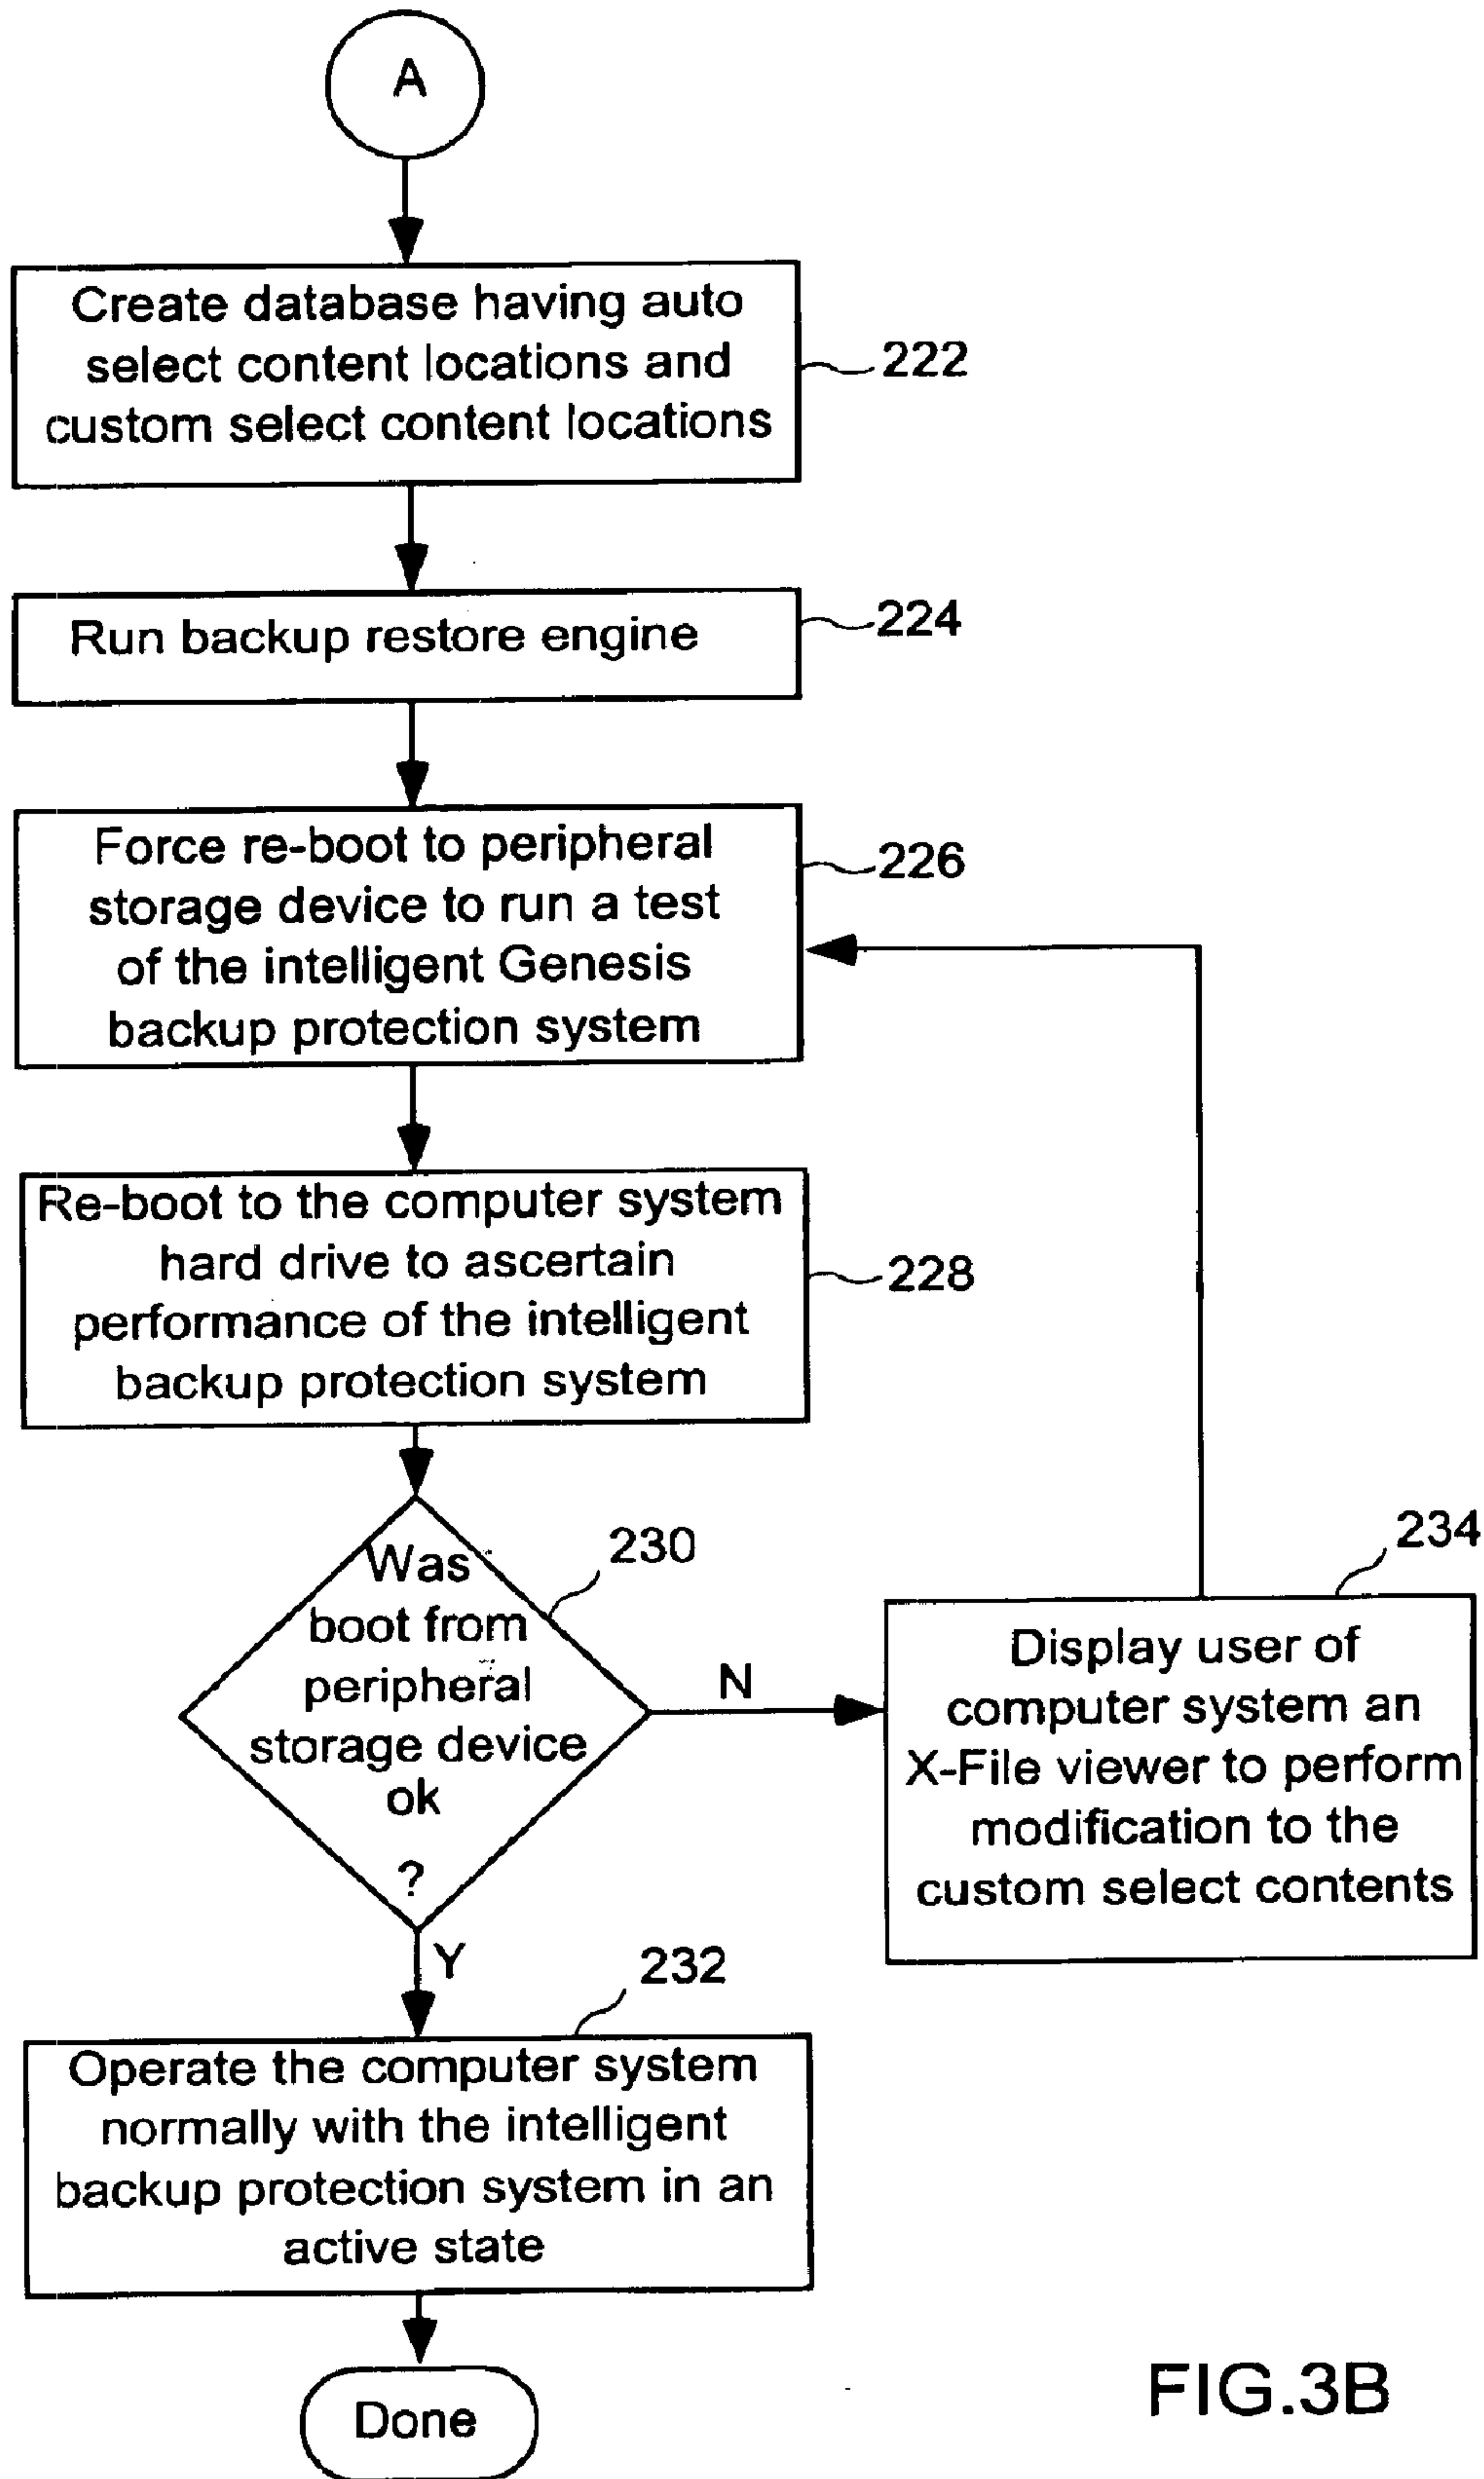 A
Create database having auto
select content locations and
custom select content locations
222
Run backup restore engine
224
Force re-boot to peripheral
storage device to run a test
of the intelligent Genesis
backup protection system
226
Re-boot to the computer system
hard drive to ascertain
performance of the intelligent
backup protection system
228
Was
boot from
peripheral
storage device
ok
?
230
N
234
Display user of
computer system an
X-File viewer to perform
modification to the
custom select contents
Y
232
Operate the computer system
normally with the intelligent
backup protection system in an
active state
Done
FIG.3B